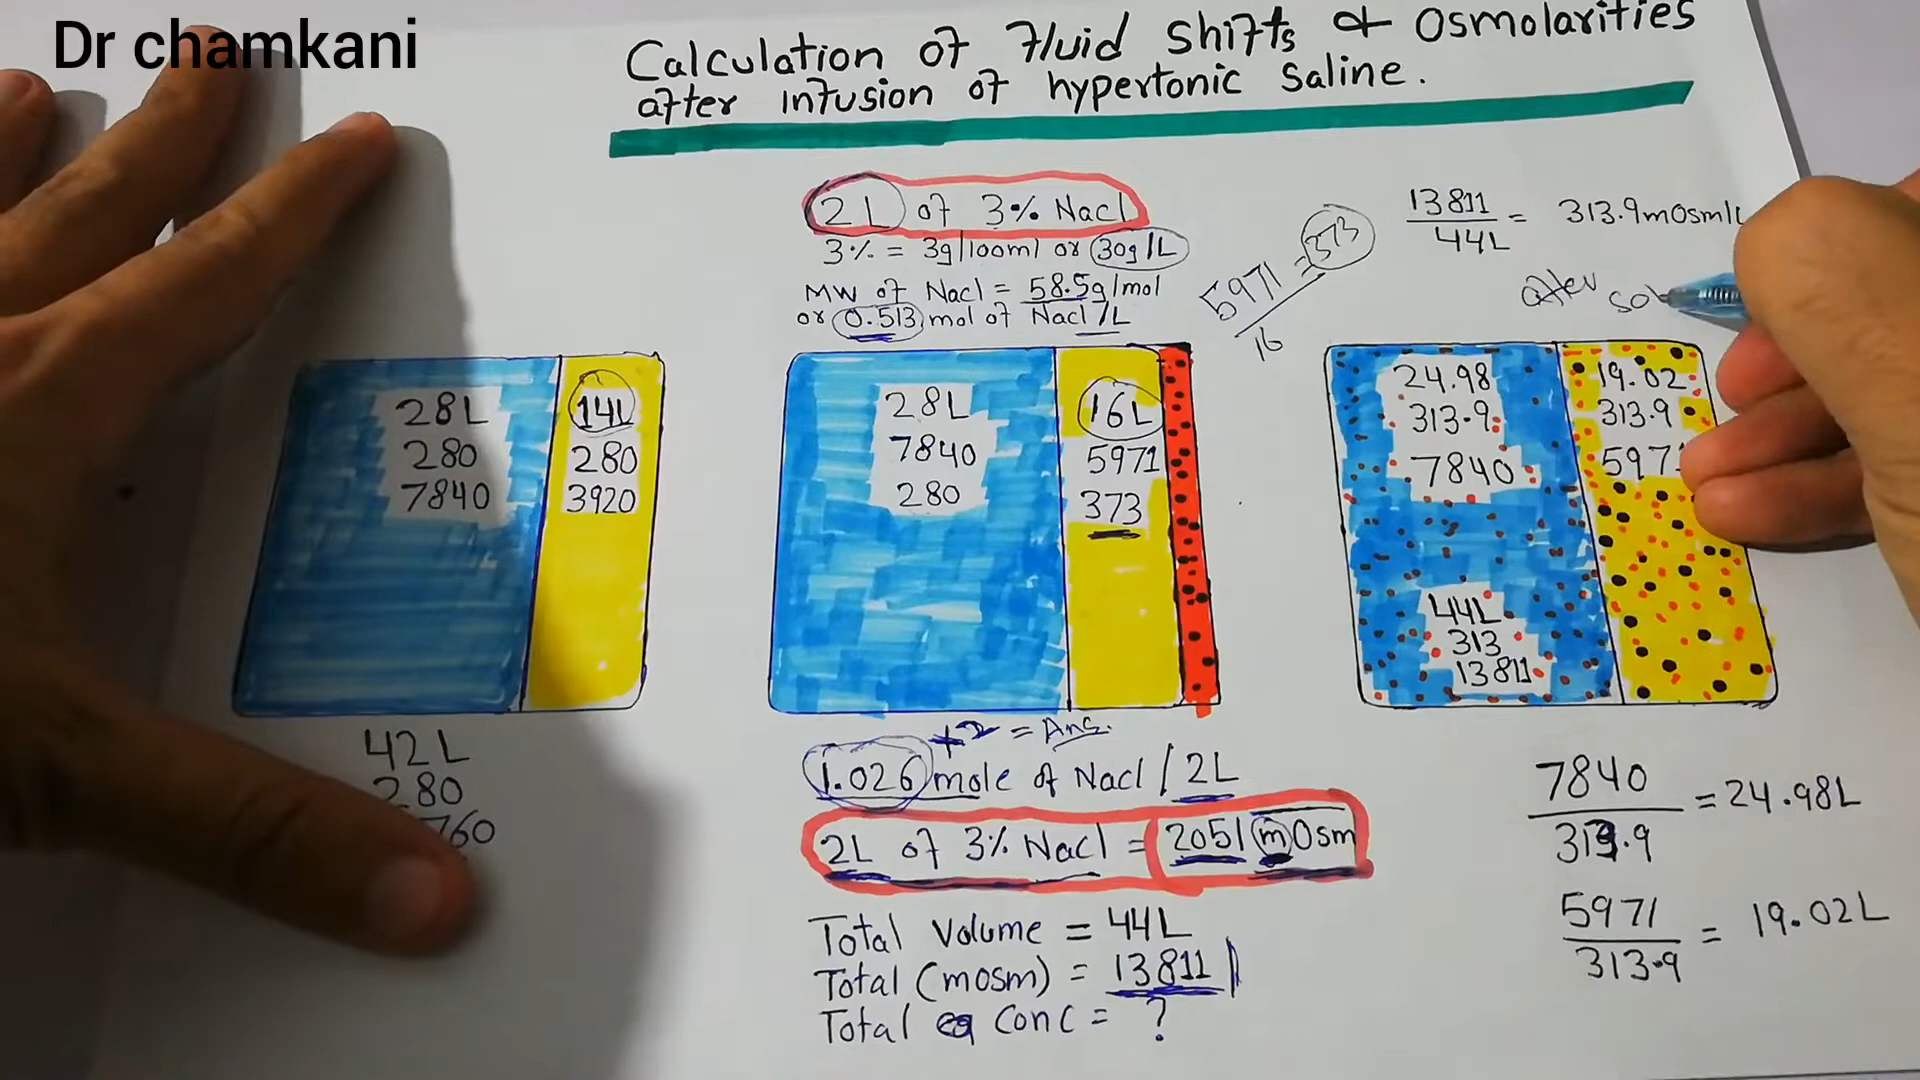 Dr chamkani
Calculation of Fluid Shifts & Osmolarities
after infusion of hypertonic Saline.
2L of 3% Nacl
3% = 3g/100ml or 30g/L
MW of Nacl = 58.5g/mol
or 0.513 mol of Nacl/L
5971
16
= 373
13811
44L
= 313.9mOsm/L
after
28L
280
7840
14L
280
3920
42L
280
760
28L
7840
280
16L
5971
373
+2 = Ans.
1.026 mole of Nacl / 2L
2L of 3% Nacl = 2051 mOsm
Total Volume = 44L
Total (mosm) = 13811
Total conc = ?
24.98
313.9
7840
19.02
313.9
5971
44L
313
13811
7840
313.9
= 24.98L
5971
313.9
= 19.02L